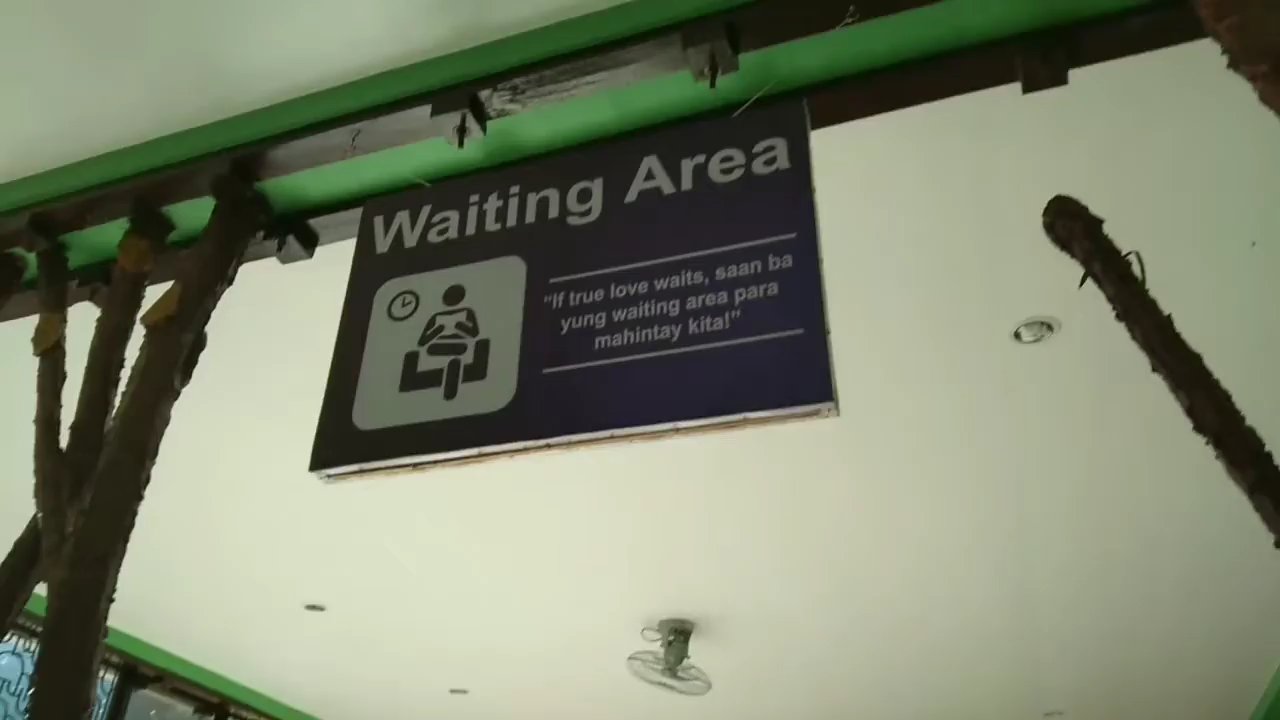 Waiting Area
"If true love waits, saan ba
yung waiting area para
mahintay kita!"